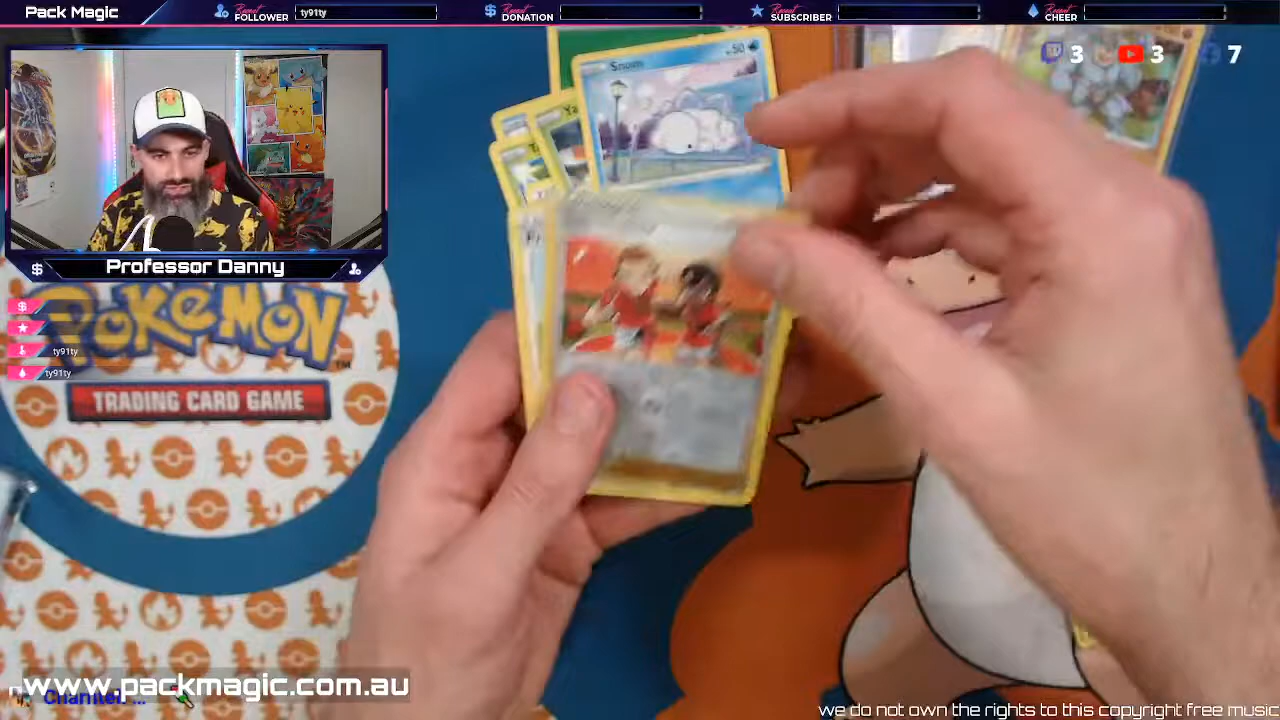 Pack Magic
Recent FOLLOWER ty91ty
Recent DONATION
Recent SUBSCRIBER
Recent CHEER
3 3 7
Snom 50
Ya
$ Professor Danny
$
ty91ty
ty91ty
POKéMON
TRADING CARD GAME
www.packmagic.com.au
we do not own the rights to this copyright free music